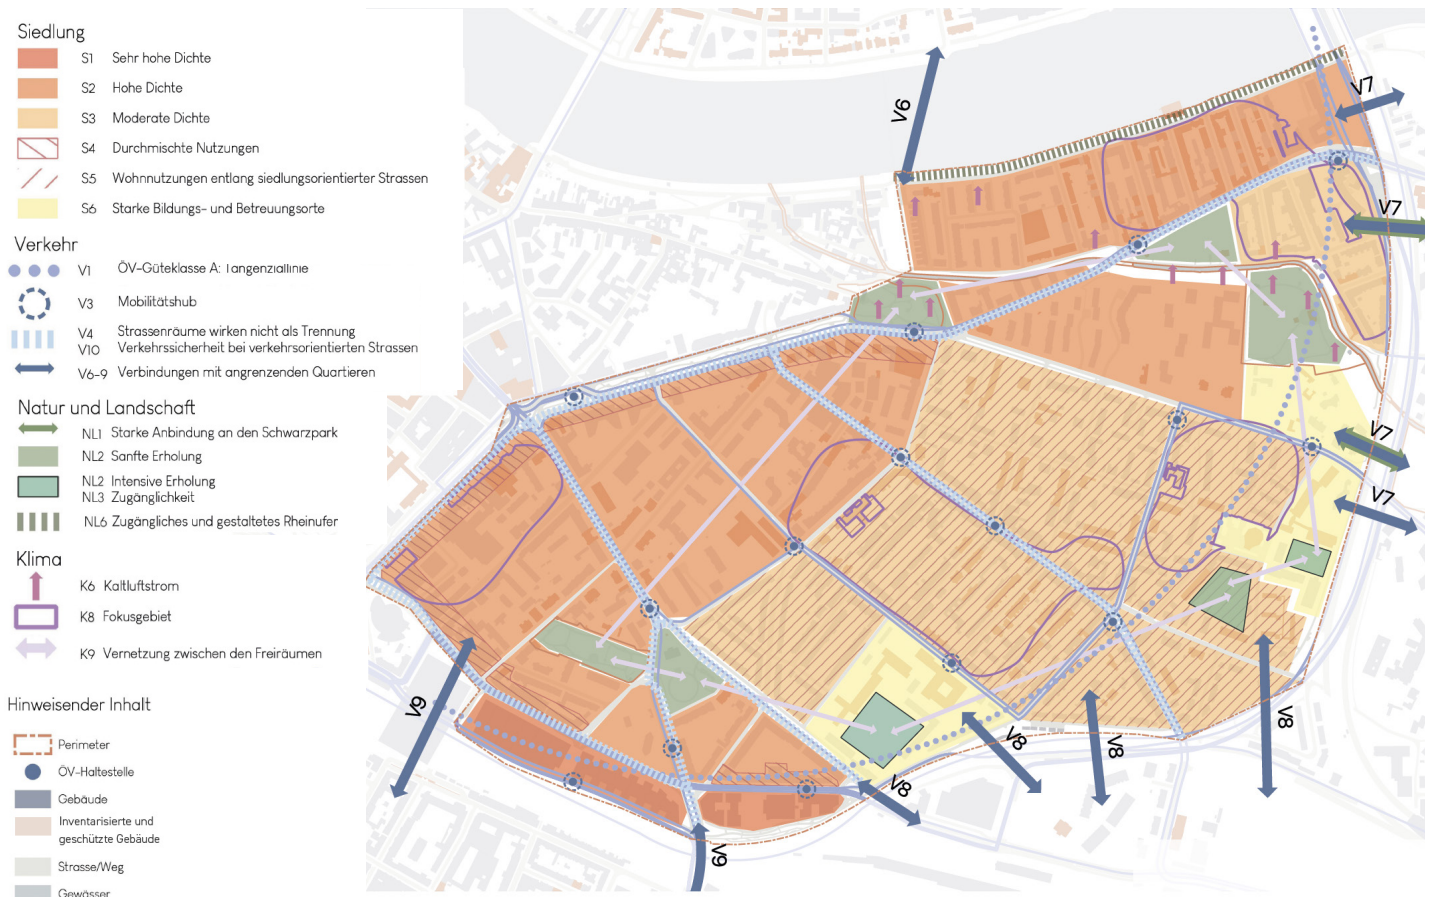 Siedlung
S1 Sehr hohe Dichte
S2 Hohe Dichte
S3 Moderate Dichte
S4 Durchmischte Nutzungen
S5 Wohnnutzungen entlang siedlungsorientierter Strassen
S6 Starke Bildungs- und Betreuungsorte
Verkehr
V1 ÖV-Güteklasse A: Tangenziallinie
V3 Mobilitätshub
V4 Strassenräume wirken nicht als Trennung
V10 Verkehrssicherheit bei verkehrsorientierten Strassen
V6-9 Verbindungen mit angrenzenden Quartieren
Natur und Landschaft
NL1 Starke Anbindung an den Schwarzpark
NL2 Sanfte Erholung
NL2 Intensive Erholung
NL3 Zugänglichkeit
NL6 Zugängliches und gestaltetes Rheinufer
Klima
K6 Kaltluftstrom
K8 Fokusgebiet
K9 Vernetzung zwischen den Freiräumen
Hinweisender Inhalt
Perimeter
ÖV-Haltestelle
Gebäude
Inventarisierte und
geschützte Gebäude
Strasse/Weg
Gewässer
V6
V7
V7
V7
V7
V8
V8
V8
V8
V9
V9